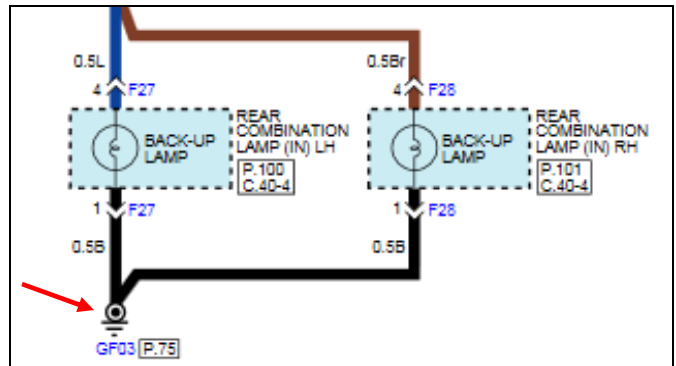 0.5L
0.5Br
4 F27
4 F28
BACK-UP
LAMP
REAR
COMBINATION
LAMP (IN) LH
P.100
C.40-4
BACK-UP
LAMP
REAR
COMBINATION
LAMP (IN) RH
P.101
C.40-4
1 F27
1 F28
0.5B
0.5B
GF03 P.75